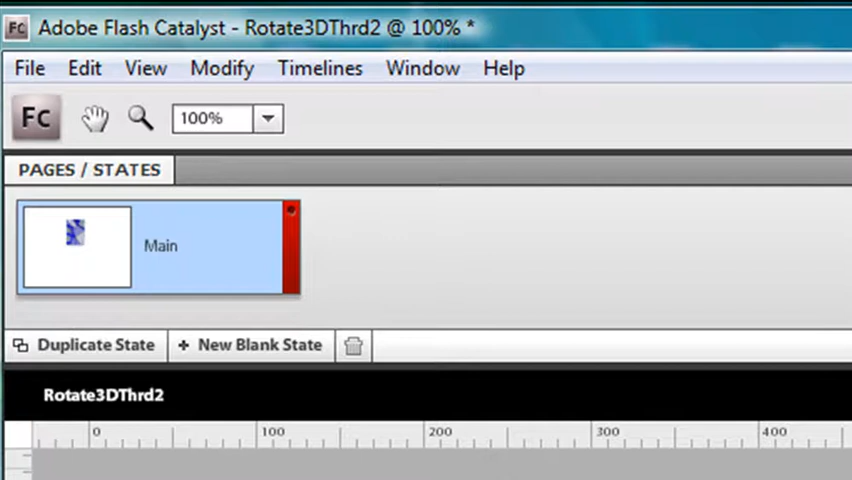 Fc Adobe Flash Catalyst - Rotate3DThrd2 @ 100% *
File Edit View Modify Timelines Window Help
Fc 100%
PAGES / STATES
Main
Duplicate State + New Blank State
Rotate3DThrd2
0 100 200 300 400